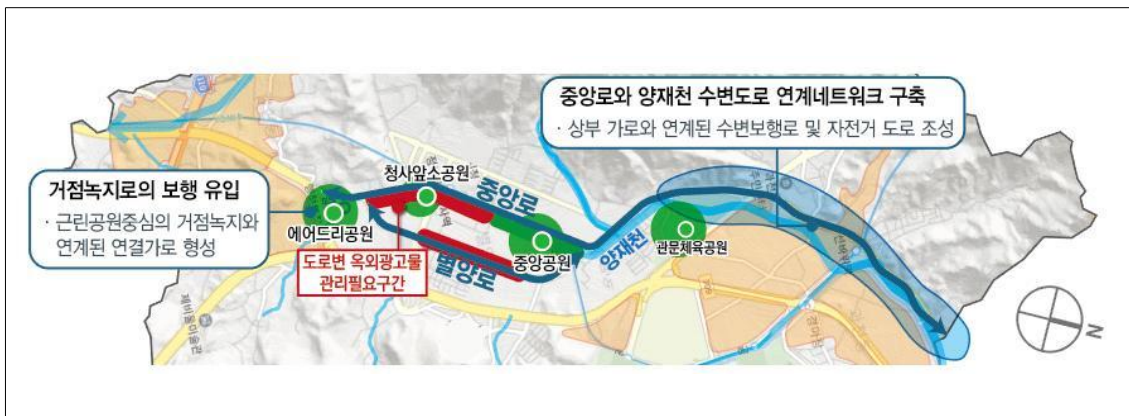 중앙로와 양재천 수변도로 연계네트워크 구축
· 상부 가로와 연계된 수변보행로 및 자전거 도로 조성
거점녹지로의 보행 유입
· 근린공원중심의 거점녹지와
연계된 연결가로 형성
청사앞소공원
중앙로
에어드리공원
도로변 옥외광고물
관리필요구간
별양로
중앙공원
양재천
관문체육공원
제비울미술관
N